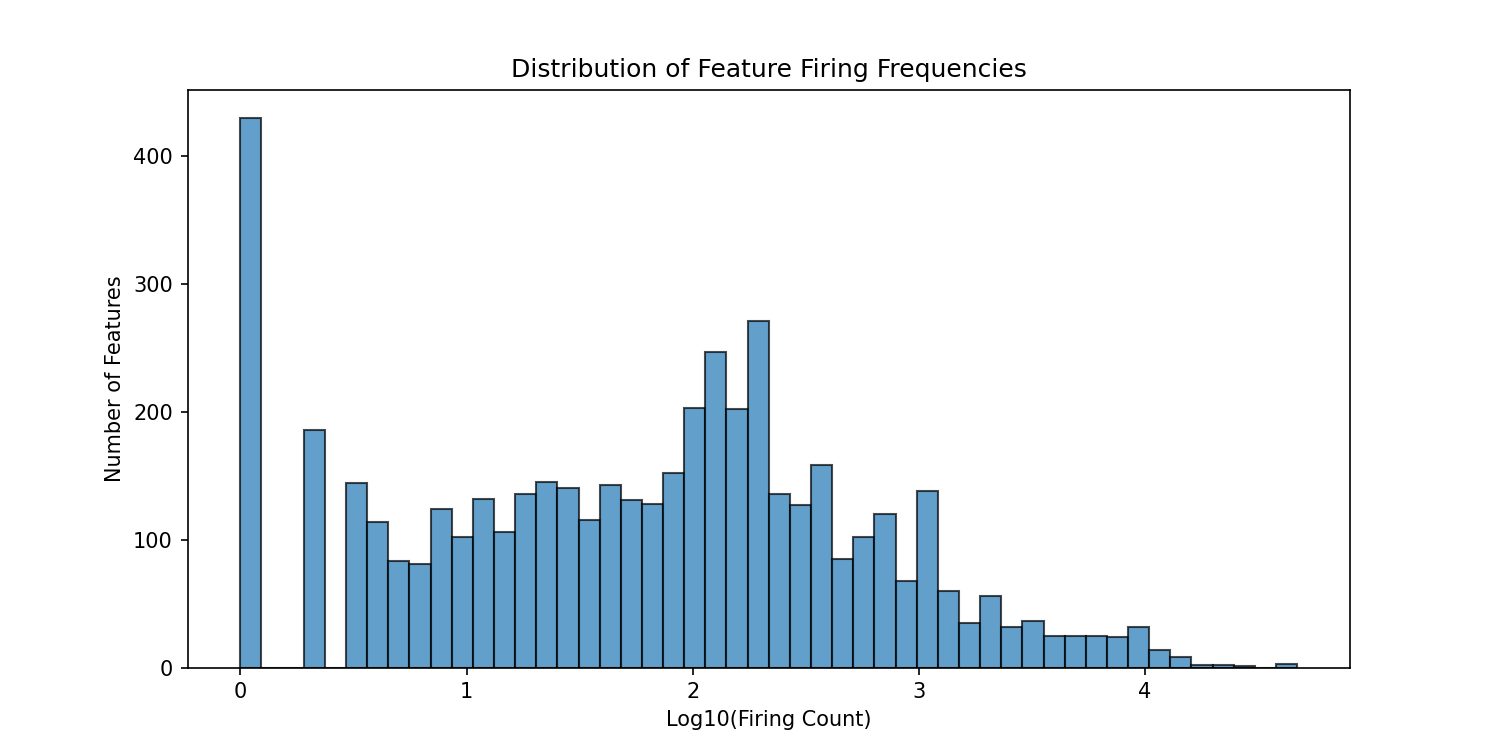 Distribution of Feature Firing Frequencies
Number of Features
400
300
200
100
0
0 1 2 3 4
Log10(Firing Count)